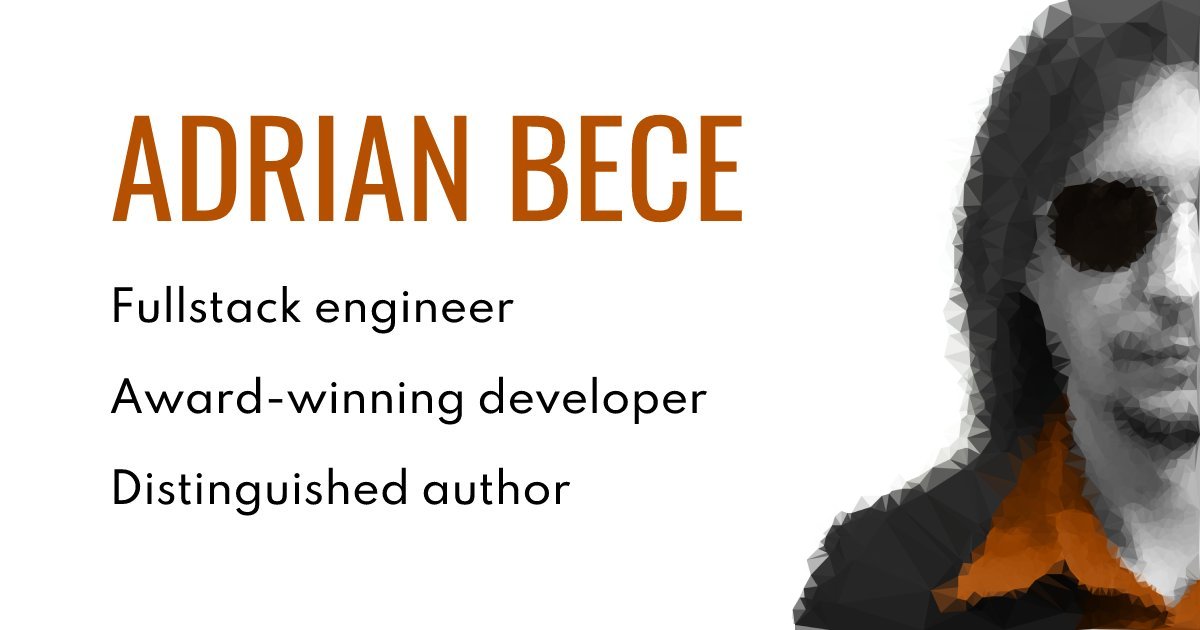 ADRIAN BECE
Fullstack engineer
Award-winning developer
Distinguished author